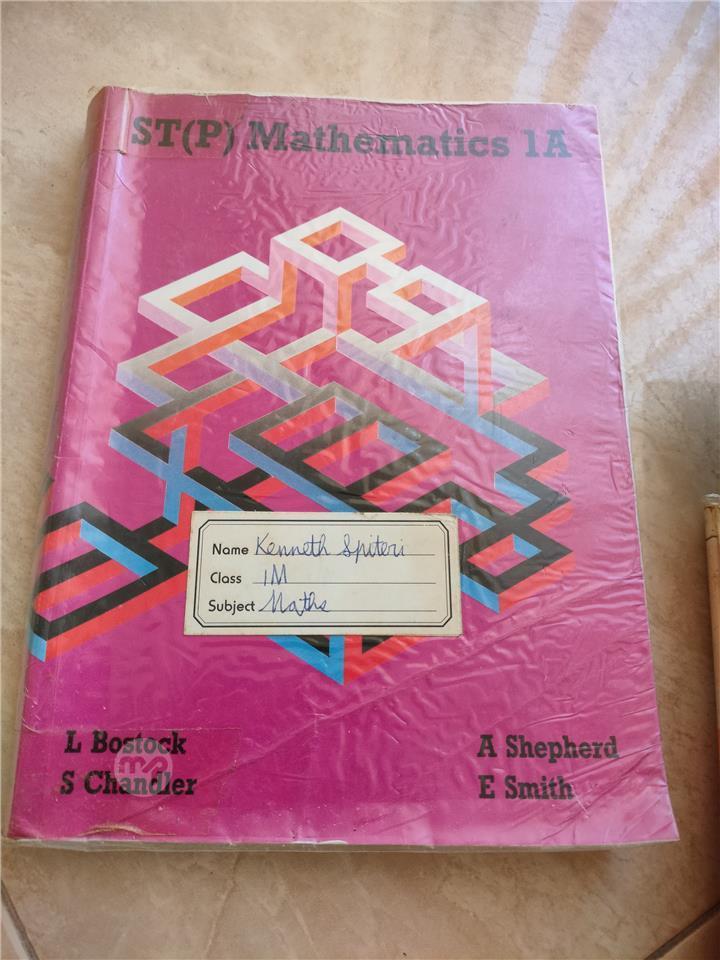 ST(P) Mathematics 1A
Name Kenneth Spiteri
Class 1M
Subject Maths
L Bostock
S Chandler
A Shepherd
E Smith